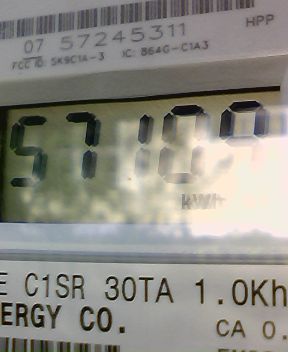 HPP
07 57245311
FCC ID: SK9C1A-3 IC: 864G-C1A3
57109
kWh
E C1SR 30TA 1.0Kh
ERGY CO.
CA 0.